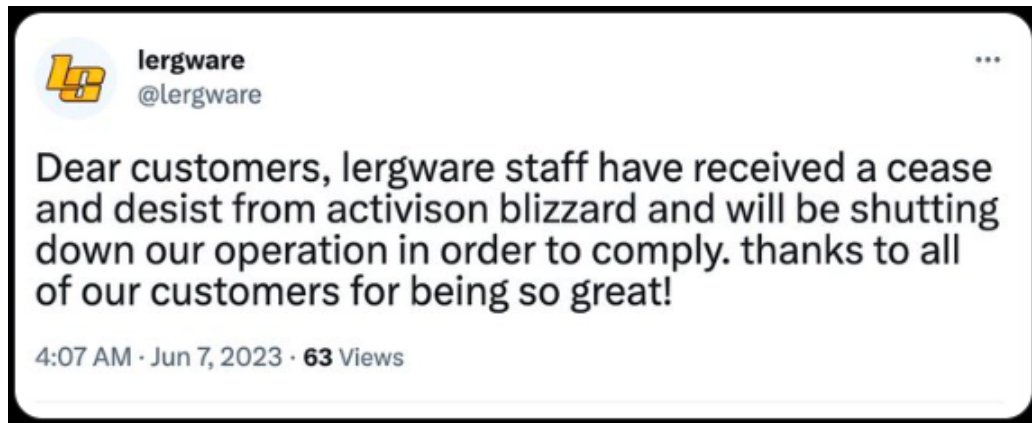 lergware
@lergware
Dear customers, lergware staff have received a cease
and desist from activison blizzard and will be shutting
down our operation in order to comply. thanks to all
of our customers for being so great!
4:07 AM · Jun 7, 2023 · 63 Views